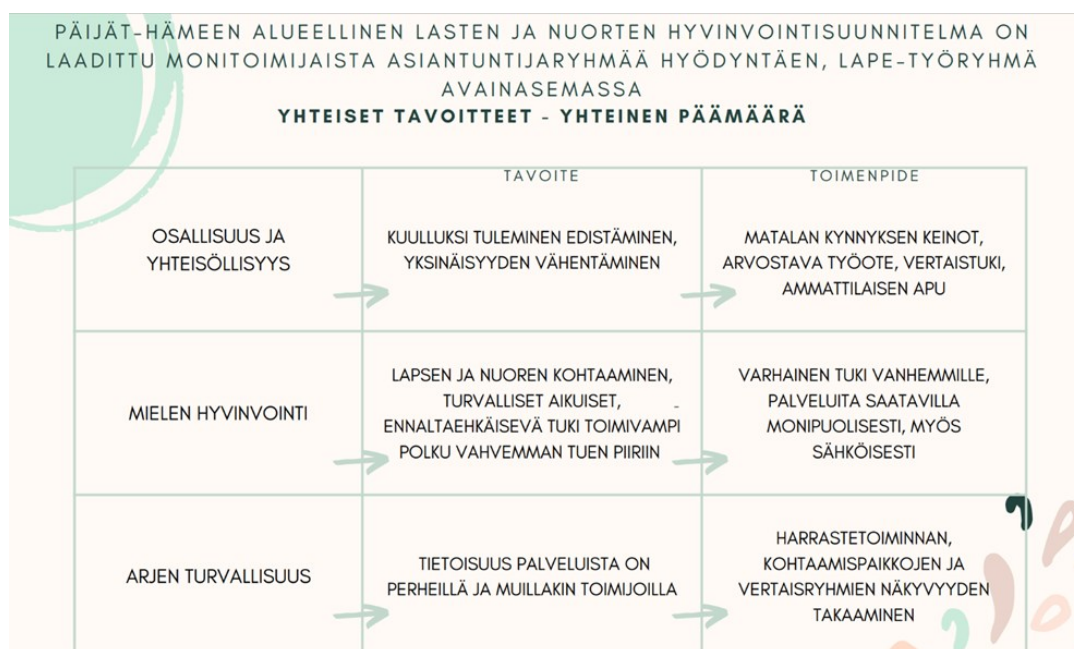 PÄIJÄT-HÄMEEN ALUEELLINEN LASTEN JA NUORTEN HYVINVOINTISUUNNITELMA ON
LAADITTU MONITOIMIJAISTA ASIANTUNTIJARYHMÄÄ HYÖDYNTÄEN, LAPE-TYÖRYHMÄ
AVAINASEMASSA
YHTEISET TAVOITTEET - YHTEINEN PÄÄMÄÄRÄ
TAVOITE
TOIMENPIDE
OSALLISUUS JA
YHTEISÖLLISYYS
KUULLUKSI TULEMINEN EDISTÄMINEN,
YKSINÄISYYDEN VÄHENTÄMINEN
MATALAN KYNNYKSEN KEINOT,
ARVOSTAVA TYÖOTE, VERTAISTUKI,
AMMATTILAISEN APU
MIELEN HYVINVOINTI
LAPSEN JA NUOREN KOHTAAMINEN,
TURVALLISET AIKUISET,
ENNALTAEHKÄISEVÄ TUKI TOIMIVAMPI
POLKU VAHVEMMAN TUEN PIIRIIN
VARHAINEN TUKI VANHEMMILLE,
PALVELUITA SAATAVILLA
MONIPUOLISESTI, MYÖS
SÄHKÖISESTI
ARJEN TURVALLISUUS
TIETOISUUS PALVELUISTA ON
PERHEILLÄ JA MUILLAKIN TOIMIJOILLA
HARRASTETOIMINNAN,
KOHTAAMISPAIKKOJEN JA
VERTAISRYHMIEN NÄKYVYYDEN
TAKAAMINEN